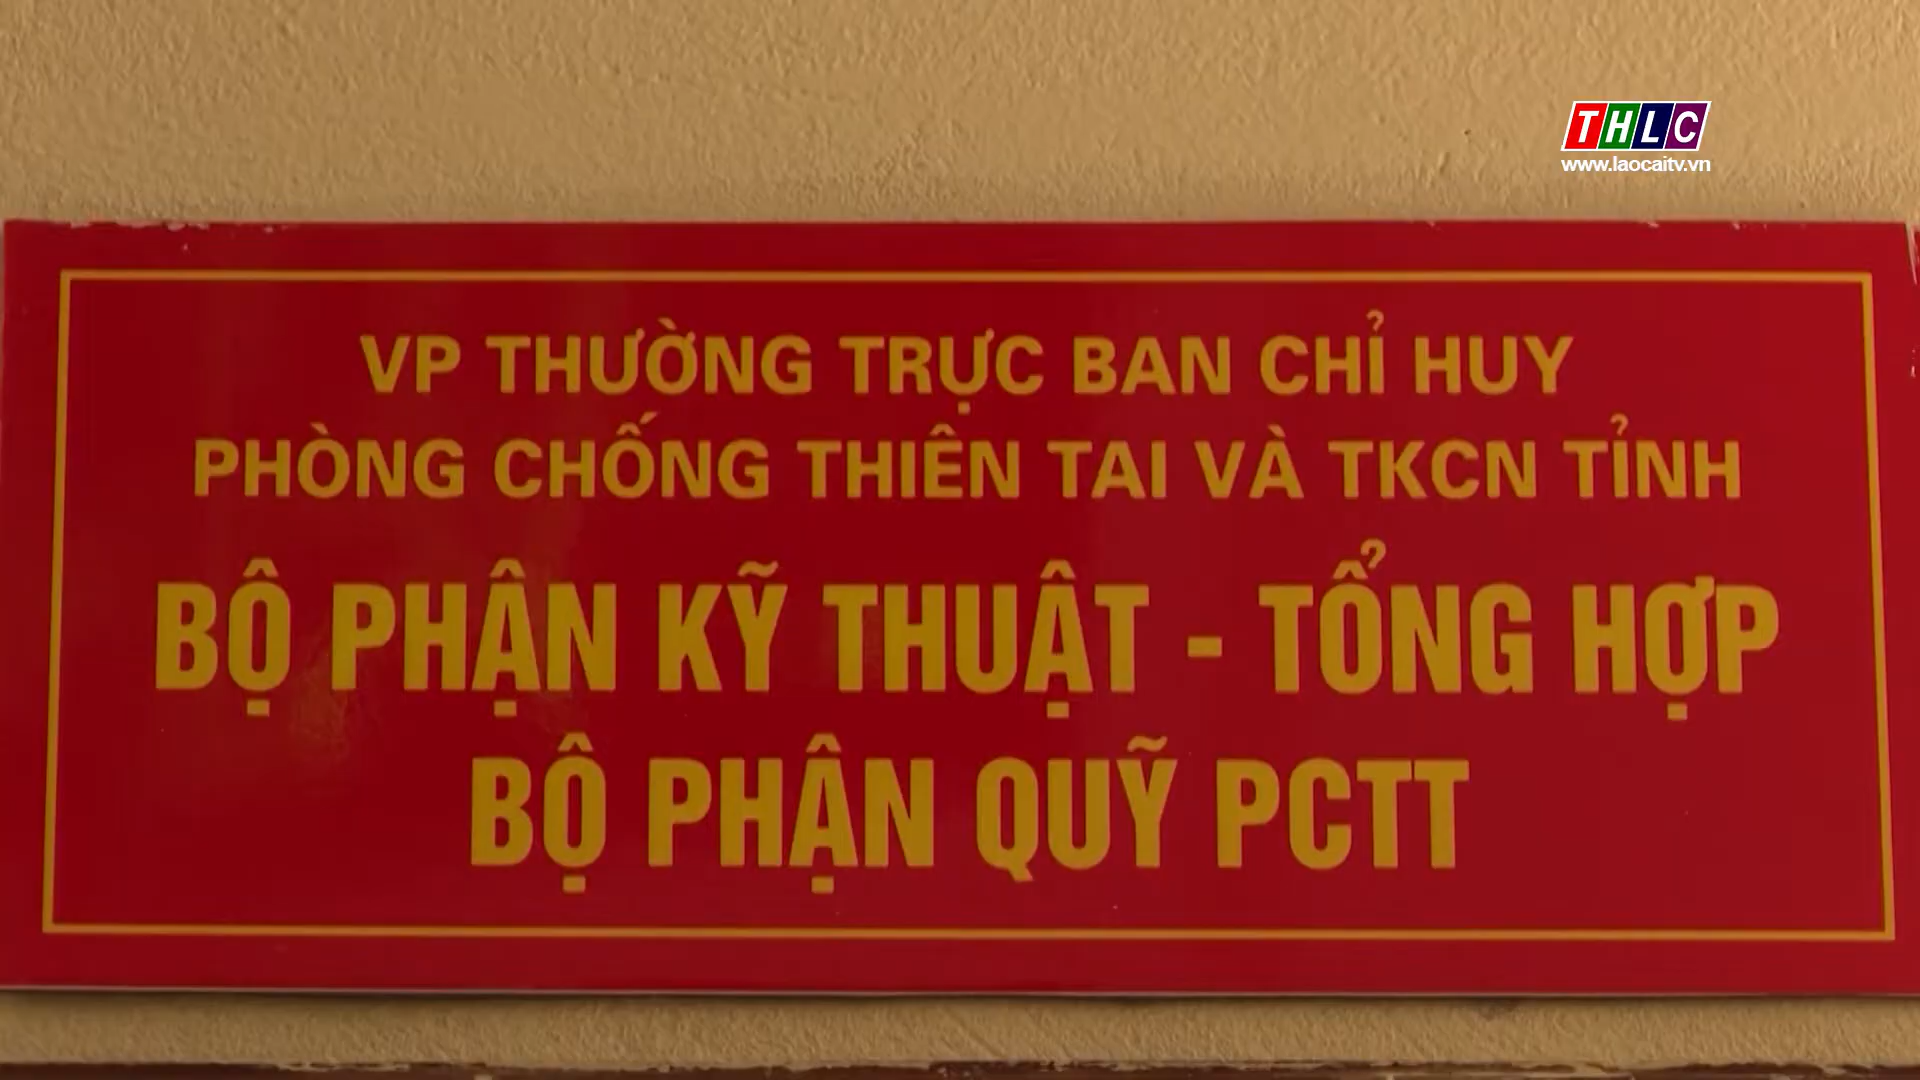 THLC
www.laocaitv.vn
VP THƯỜNG TRỰC BAN CHỈ HUY
PHÒNG CHỐNG THIÊN TAI VÀ TKCN TỈNH
BỘ PHẬN KỸ THUẬT - TỔNG HỢP
BỘ PHẬN QUỸ PCTT